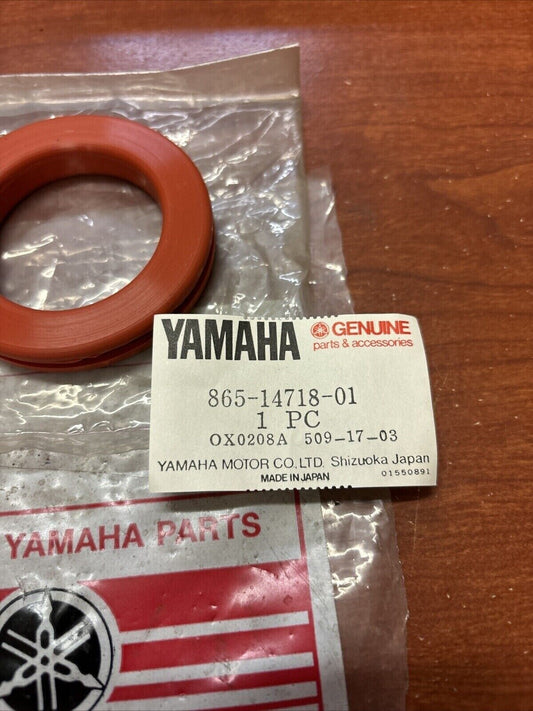 YAMAHA GENUINE
parts & accessories
865-14718-01
1 PC
OX0208A 509-17-03
YAMAHA MOTOR CO., LTD. Shizuoka Japan
MADE IN JAPAN 01550891
YAMAHA PARTS